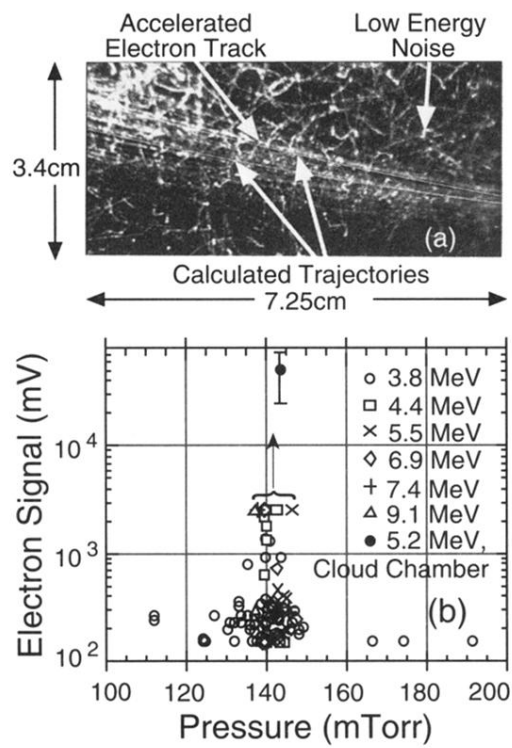 Accelerated
Electron Track
Low Energy
Noise
3.4cm
(a)
Calculated Trajectories
7.25cm
Electron Signal (mV)
10^4
10^3
10^2
3.8 MeV
4.4 MeV
5.5 MeV
6.9 MeV
7.4 MeV
9.1 MeV
5.2 MeV,
Cloud Chamber
(b)
100 120 140 160 180 200
Pressure (mTorr)